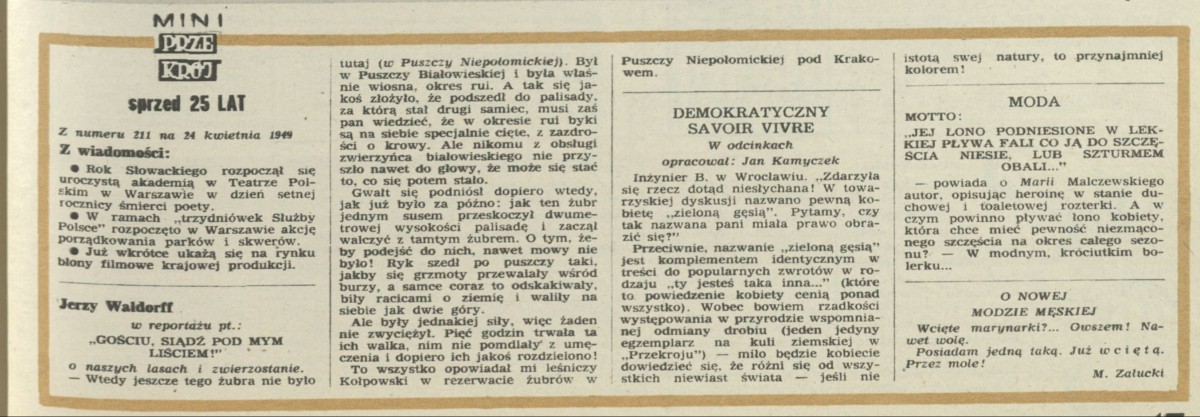 MINI
PRZE
KRÓJ
sprzed 25 LAT
Z numeru 211 na 24 kwietnia 1949
Z wiadomości:
● Rok Słowackiego rozpoczął się
uroczystą akademią w Teatrze Pol-
skim w Warszawie w dzień setnej
rocznicy śmierci poety.
● W ramach „trzydniówek Służby
Polsce" rozpoczęto w Warszawie akcję
porządkowania parków i skwerów.
● Już wkrótce ukażą się na rynku
błony filmowe krajowej produkcji.
Jerzy Waldorff
w reportażu pt.:
„GOŚCIU, SIĄDŹ POD MYM
LIŚCIEM!"
o naszych lasach i zwierzostanie.
— Wtedy jeszcze tego żubra nie było
tutaj (w Puszczy Niepołomickiej). Był
w Puszczy Białowieskiej i była właś-
nie wiosna, okres rui. A tak się ja-
koś złożyło, że podszedł do palisady,
za którą stał drugi samiec, musi zaś
pan wiedzieć, że w okresie rui byki
są na siebie specjalnie cięte, z zazdro-
ści o krowy. Ale nikomu z obsługi
zwierzyńca białowieskiego nie przy-
szło nawet do głowy, że może się stać
to, co się potem stało.
Gwałt się podniósł dopiero wtedy,
jak już było za późno: jak ten żubr
jednym susem przeskoczył dwume-
trowej wysokości palisadę i zaczął
walczyć z tamtym żubrem. O tym, że-
by podejść do nich, nawet mowy nie
było! Ryk szedł po puszczy taki,
jakby się grzmoty przewalały wśród
burzy, a samce coraz to odskakiwały,
biły racicami o ziemię i waliły na
siebie jak dwie góry.
Ale były jednakiej siły, więc żaden
nie zwyciężył. Pięć godzin trwała ta
ich walka, nim nie pomdlały z umę-
czenia i dopiero ich jakoś rozdzielono!
To wszystko opowiadał mi leśniczy
Kołpowski w rezerwacie żubrów w
Puszczy Niepołomickiej pod Krako-
wem.
DEMOKRATYCZNY
SAVOIR VIVRE
W odcinkach
opracował: Jan Kamyczek
Inżynier B. w Wrocławiu. „Zdarzyła
się rzecz dotąd niesłychana! W towa-
rzyskiej dyskusji nazwano pewną ko-
bietę „zieloną gęsią". Pytamy, czy
tak nazwana pani miała prawo obra-
zić się?"
Przeciwnie, nazwanie „zieloną gęsią"
jest komplementem identycznym w
treści do popularnych zwrotów w ro-
dzaju „ty jesteś taka inna..." (które
to powiedzenie kobiety cenią ponad
wszystko). Wobec bowiem rzadkości
występowania w przyrodzie wspomnia-
nej odmiany drobiu (jeden jedyny
egzemplarz na kuli ziemskiej w
„Przekroju") — miło będzie kobiecie
dowiedzieć się, że różni się od wszy-
stkich niewiast świata — jeśli nie
istotą swej natury, to przynajmniej
kolorem!
MODA
MOTTO:
„JEJ ŁONO PODNIESIONE W LEK-
KIEJ PŁYWA FALI CO JĄ DO SZCZĘ-
ŚCIA NIESIE, LUB SZTURMEM
OBALI..."
— powiada o Marii Malczewskiego
autor, opisując heroinę w stanie du-
chowej i toaletowej rozterki. A w
czym powinno pływać łono kobiety,
która chce mieć pewność niezmąco-
nego szczęścia na okres całego sezo-
nu? — W modnym, króciutkim bo-
lerku...
O NOWEJ
MODZIE MĘSKIEJ
Wcięte marynarki?... Owszem! Na-
wet wolę.
Posiadam jedną taką. Już wciętą.
Przez mole!
M. Załucki